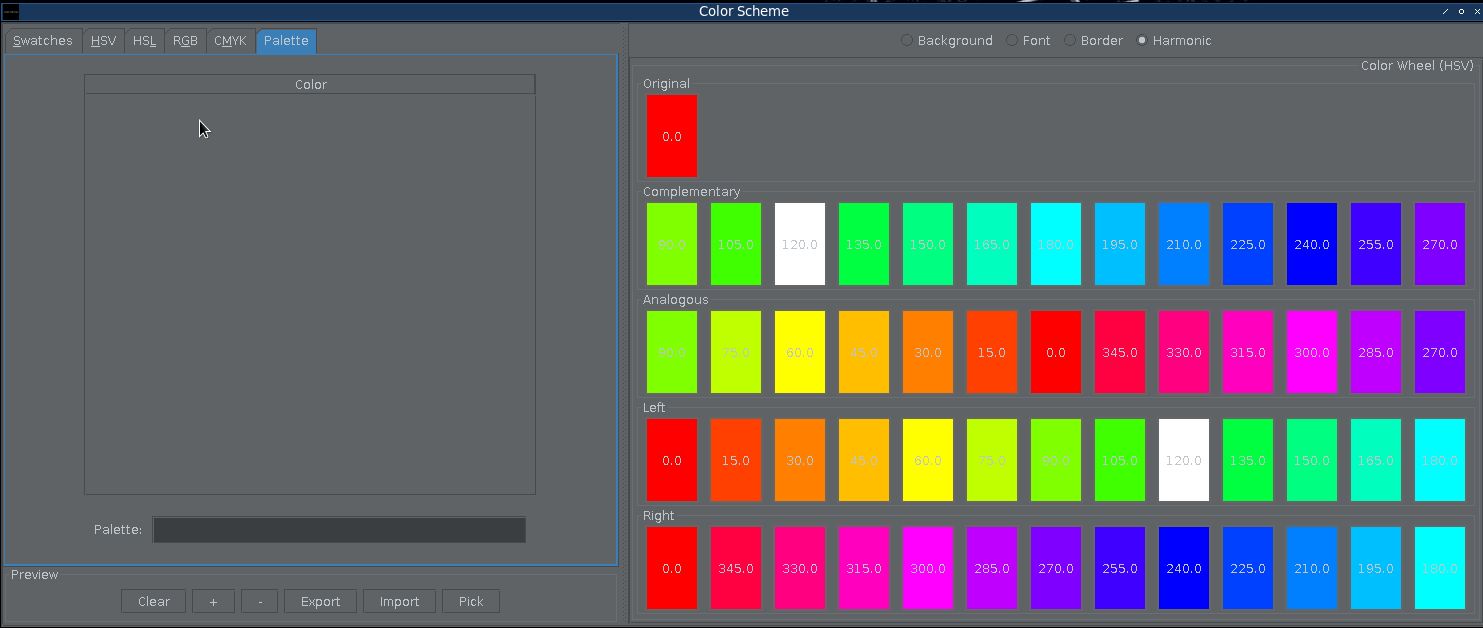 Color Scheme
Swatches HSV HSL RGB CMYK Palette
Background Font Border Harmonic
Color Wheel (HSV)
Color
Original
0.0
Complementary
90.0 105.0 120.0 135.0 150.0 165.0 180.0 195.0 210.0 225.0 240.0 255.0 270.0
Analogous
90.0 75.0 60.0 45.0 30.0 15.0 0.0 345.0 330.0 315.0 300.0 285.0 270.0
Left
0.0 15.0 30.0 45.0 60.0 75.0 90.0 105.0 120.0 135.0 150.0 165.0 180.0
Right
0.0 345.0 330.0 315.0 300.0 285.0 270.0 255.0 240.0 225.0 210.0 195.0 180.0
Palette:
Preview
Clear + - Export Import Pick